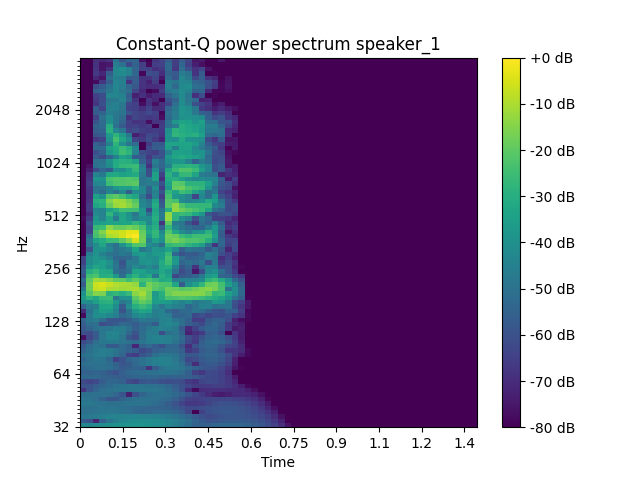 Constant-Q power spectrum speaker_1
Hz
2048
1024
512
256
128
64
32
0 0.15 0.3 0.45 0.6 0.75 0.9 1.1 1.2 1.4
Time
+0 dB
-10 dB
-20 dB
-30 dB
-40 dB
-50 dB
-60 dB
-70 dB
-80 dB